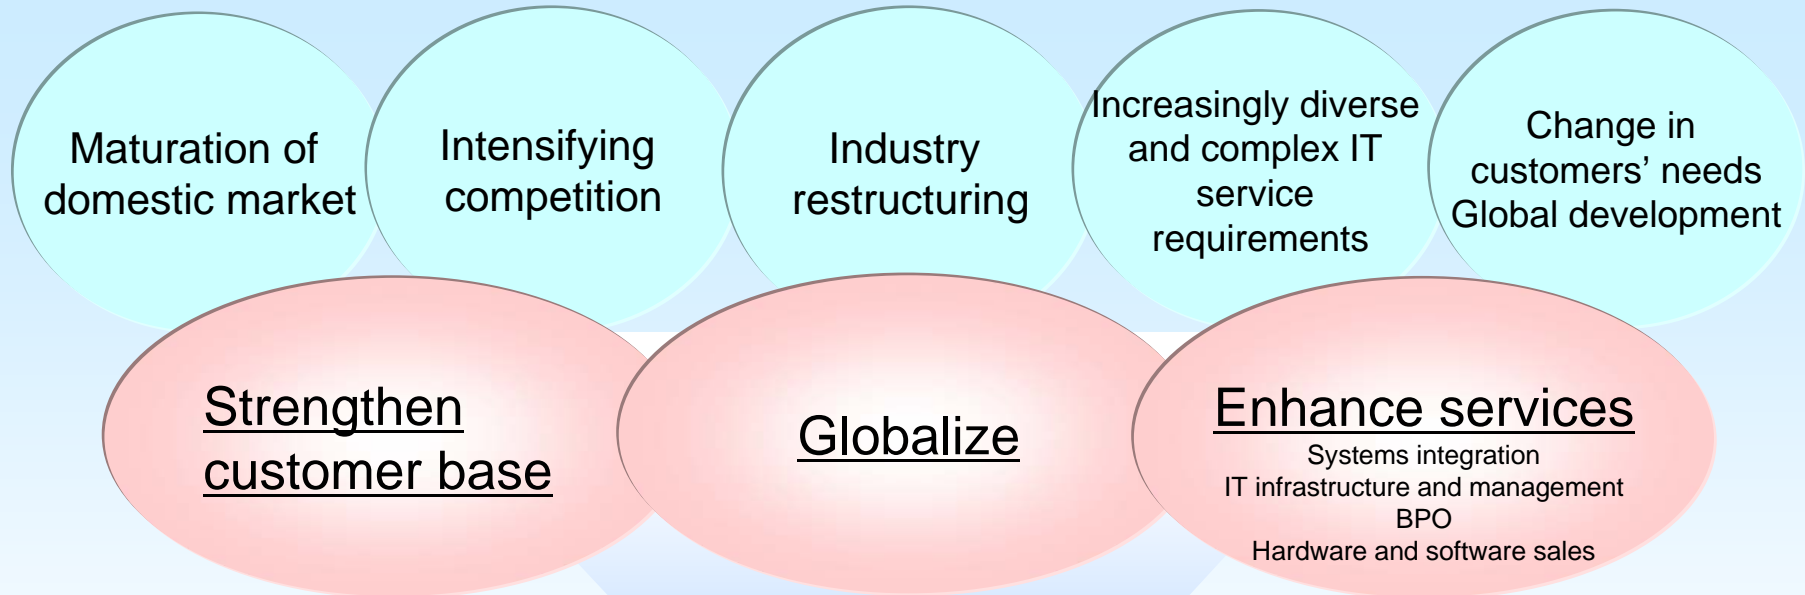 Maturation of
domestic market
Intensifying
competition
Industry
restructuring
Increasingly diverse
and complex IT
service
requirements
Change in
customers’ needs
Global development
Strengthen
customer base
Globalize
Enhance services
Systems integration
IT infrastructure and management
BPO
Hardware and software sales